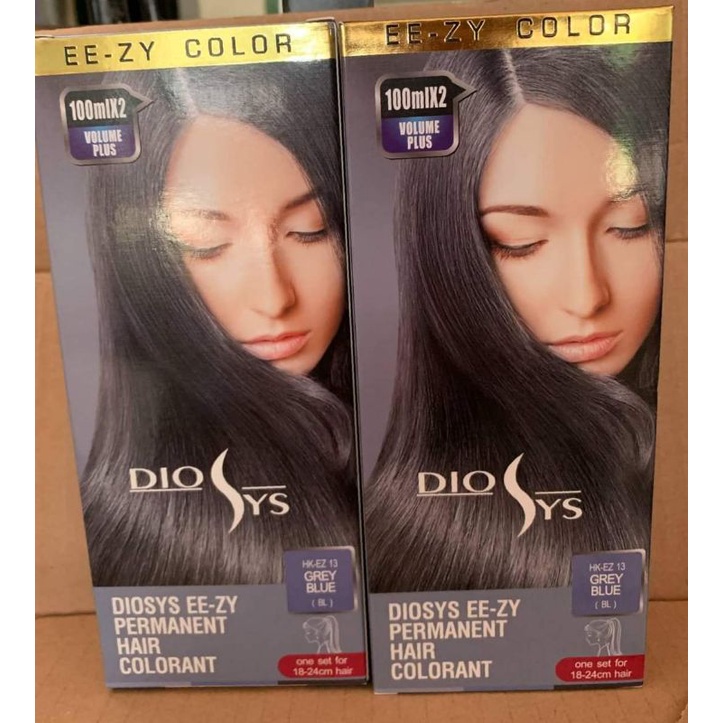 EE-ZY COLOR
100mlX2
VOLUME
PLUS
DIO SYS
HK-EZ 13
GREY
BLUE
( BL )
DIOSYS EE-ZY
PERMANENT
HAIR
COLORANT
one set for
18-24cm hair
EE-ZY COLOR
100mlX2
VOLUME
PLUS
DIO SYS
HK-EZ 13
GREY
BLUE
( BL )
DIOSYS EE-ZY
PERMANENT
HAIR
COLORANT
one set for
18-24cm hair